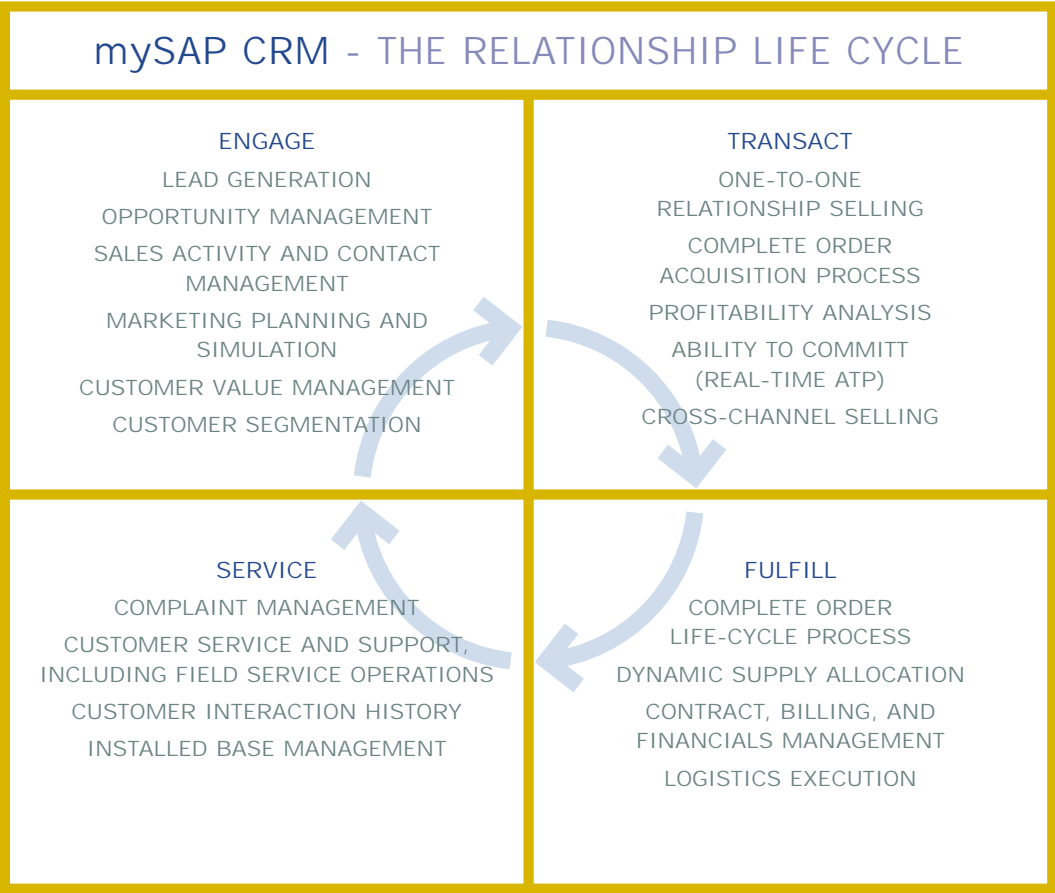 mySAP CRM - THE RELATIONSHIP LIFE CYCLE
ENGAGE
LEAD GENERATION
OPPORTUNITY MANAGEMENT
SALES ACTIVITY AND CONTACT
MANAGEMENT
MARKETING PLANNING AND
SIMULATION
CUSTOMER VALUE MANAGEMENT
CUSTOMER SEGMENTATION
TRANSACT
ONE-TO-ONE
RELATIONSHIP SELLING
COMPLETE ORDER
ACQUISITION PROCESS
PROFITABILITY ANALYSIS
ABILITY TO COMMITT
(REAL-TIME ATP)
CROSS-CHANNEL SELLING
SERVICE
COMPLAINT MANAGEMENT
CUSTOMER SERVICE AND SUPPORT,
INCLUDING FIELD SERVICE OPERATIONS
CUSTOMER INTERACTION HISTORY
INSTALLED BASE MANAGEMENT
FULFILL
COMPLETE ORDER
LIFE-CYCLE PROCESS
DYNAMIC SUPPLY ALLOCATION
CONTRACT, BILLING, AND
FINANCIALS MANAGEMENT
LOGISTICS EXECUTION